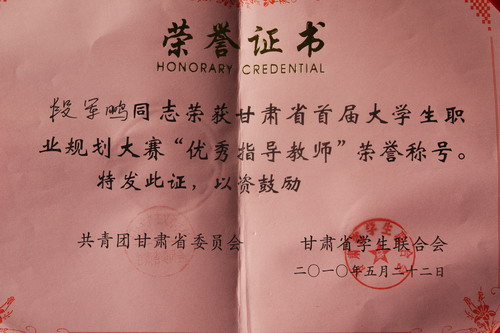 荣誉证书
HONORARY CREDENTIAL
段军鹏同志荣获甘肃省首届大学生职
业规划大赛“优秀指导教师”荣誉称号。
特发此证，以资鼓励
共青团甘肃省委员会 甘肃省学生联合会
二〇一〇年五月二十二日